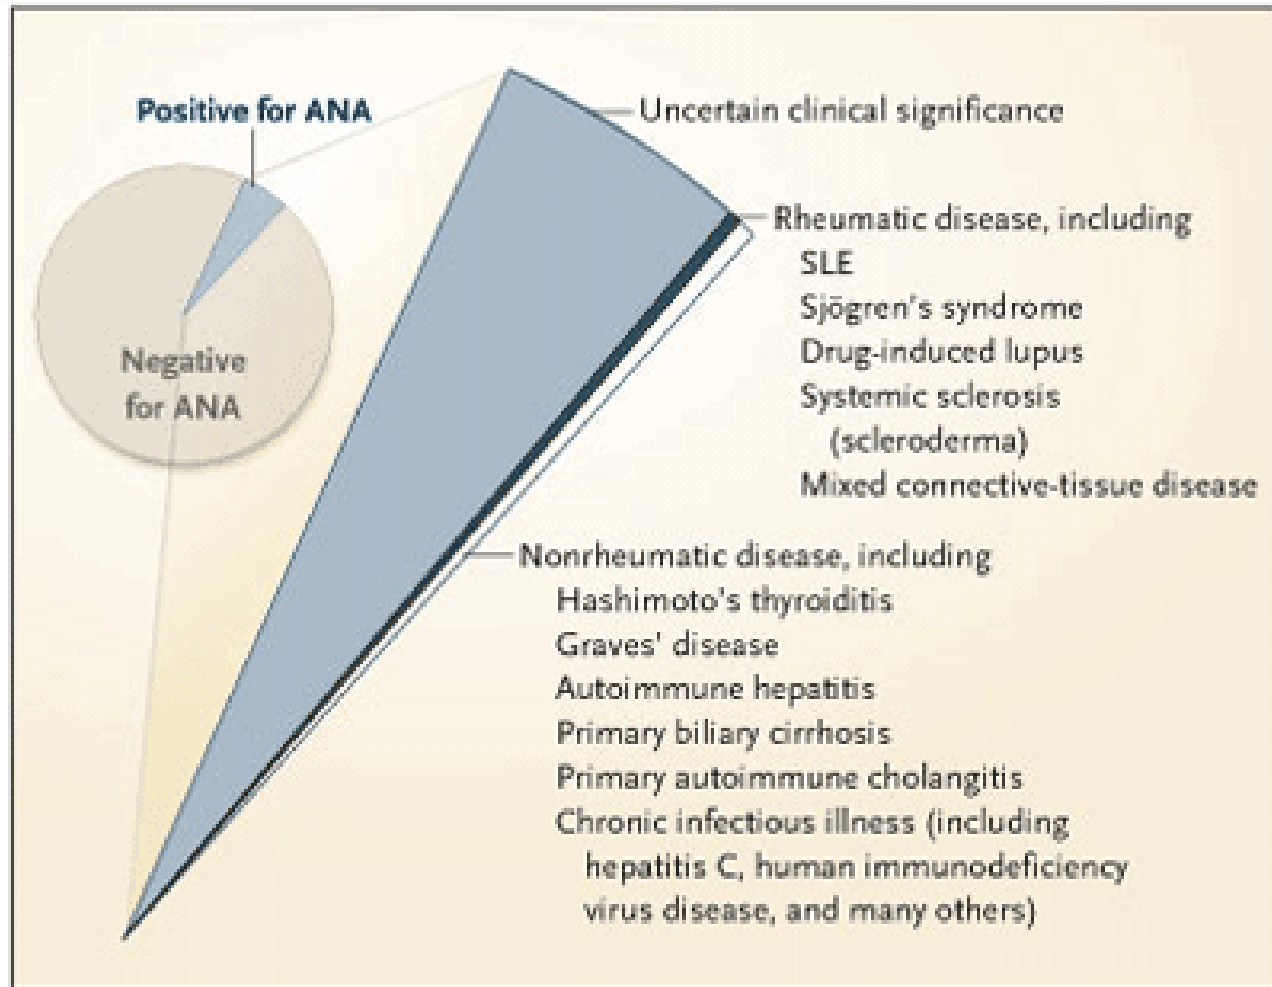 Positive for ANA
Negative
for ANA
Uncertain clinical significance
Rheumatic disease, including
SLE
Sjögren's syndrome
Drug-induced lupus
Systemic sclerosis
(scleroderma)
Mixed connective-tissue disease
Nonrheumatic disease, including
Hashimoto's thyroiditis
Graves' disease
Autoimmune hepatitis
Primary biliary cirrhosis
Primary autoimmune cholangitis
Chronic infectious illness (including
hepatitis C, human immunodeficiency
virus disease, and many others)